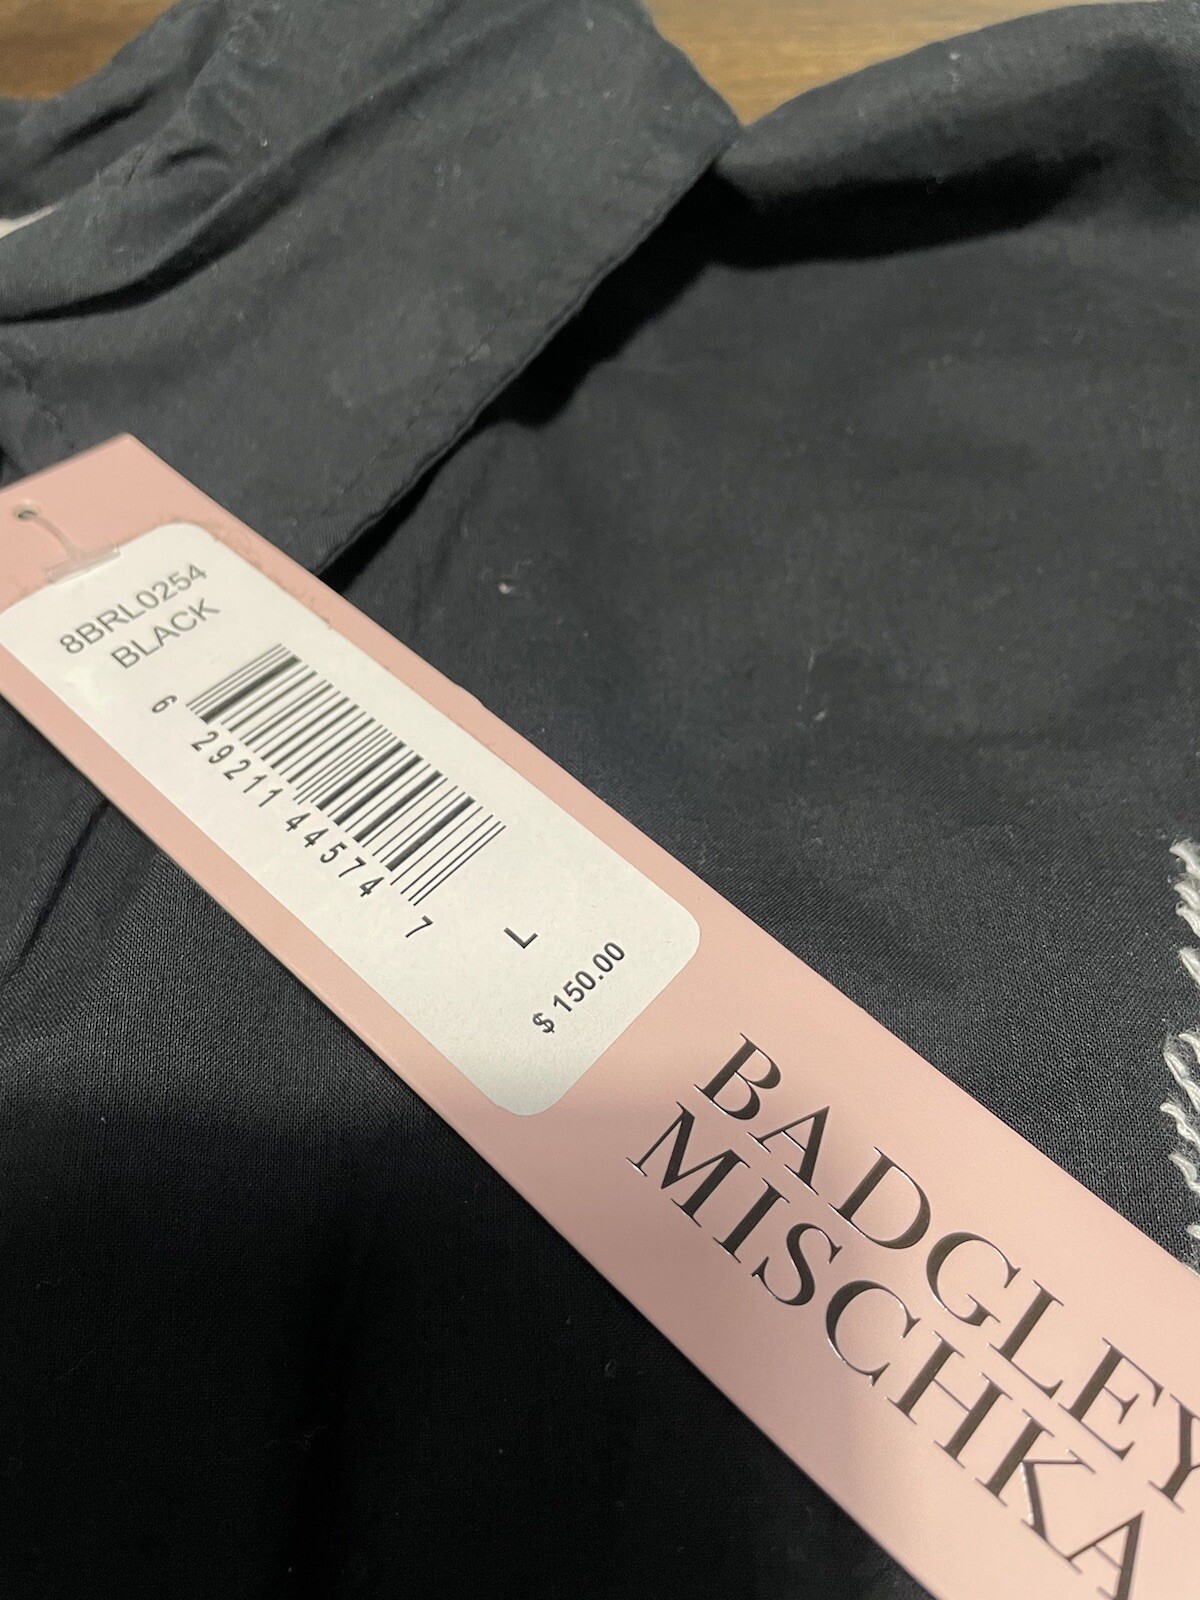 8BRL0254
BLACK
6 29211 44574 7
L
$ 150.00
BADGLEY
MISCHKA